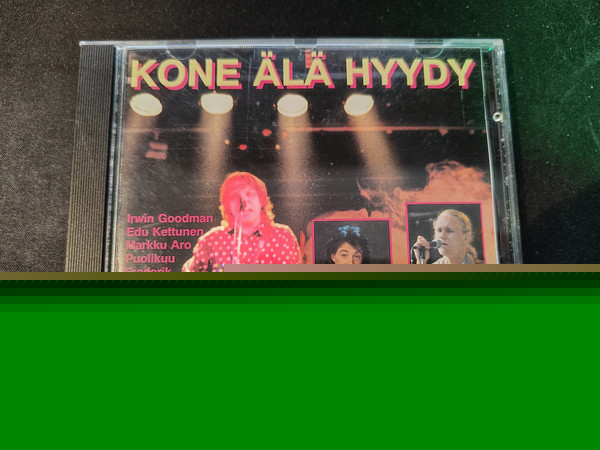 KONE ÄLÄ HYYDY
Irwin Goodman
Edu Kettunen
Markku Aro
Puolikuu